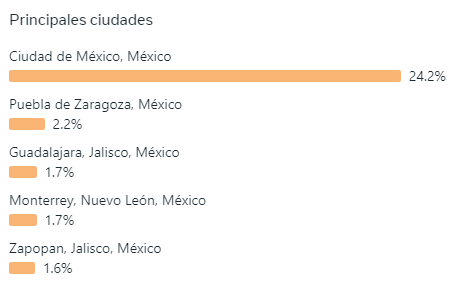 Principales ciudades
Ciudad de México, México
24.2%
Puebla de Zaragoza, México
2.2%
Guadalajara, Jalisco, México
1.7%
Monterrey, Nuevo León, México
1.7%
Zapopan, Jalisco, México
1.6%